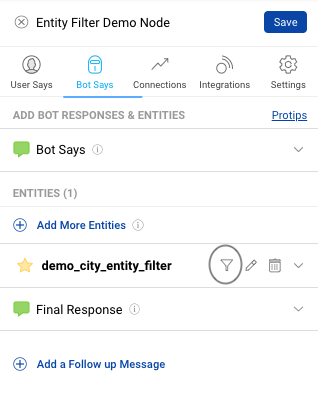 Entity Filter Demo Node
Save
User Says
Bot Says
Connections
Integrations
Settings
ADD BOT RESPONSES & ENTITIES
Protips
Bot Says
ENTITIES (1)
Add More Entities
demo_city_entity_filter
Final Response
Add a Follow up Message